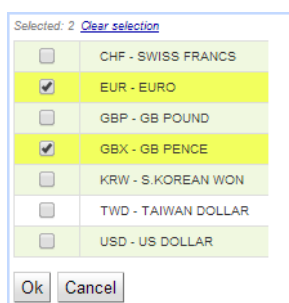 Selected: 2 Clear selection
CHF - SWISS FRANCS
EUR - EURO
GBP - GB POUND
GBX - GB PENCE
KRW - S.KOREAN WON
TWD - TAIWAN DOLLAR
USD - US DOLLAR
Ok Cancel